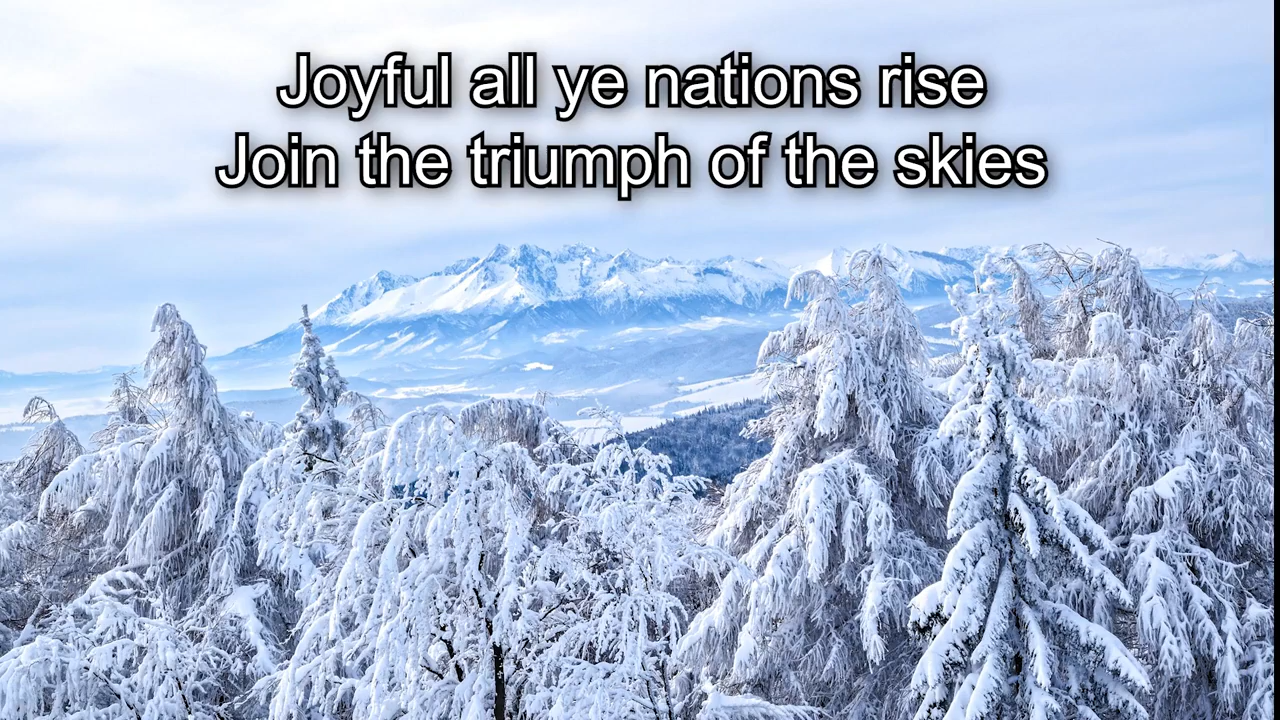 Joyful all ye nations rise
Join the triumph of the skies